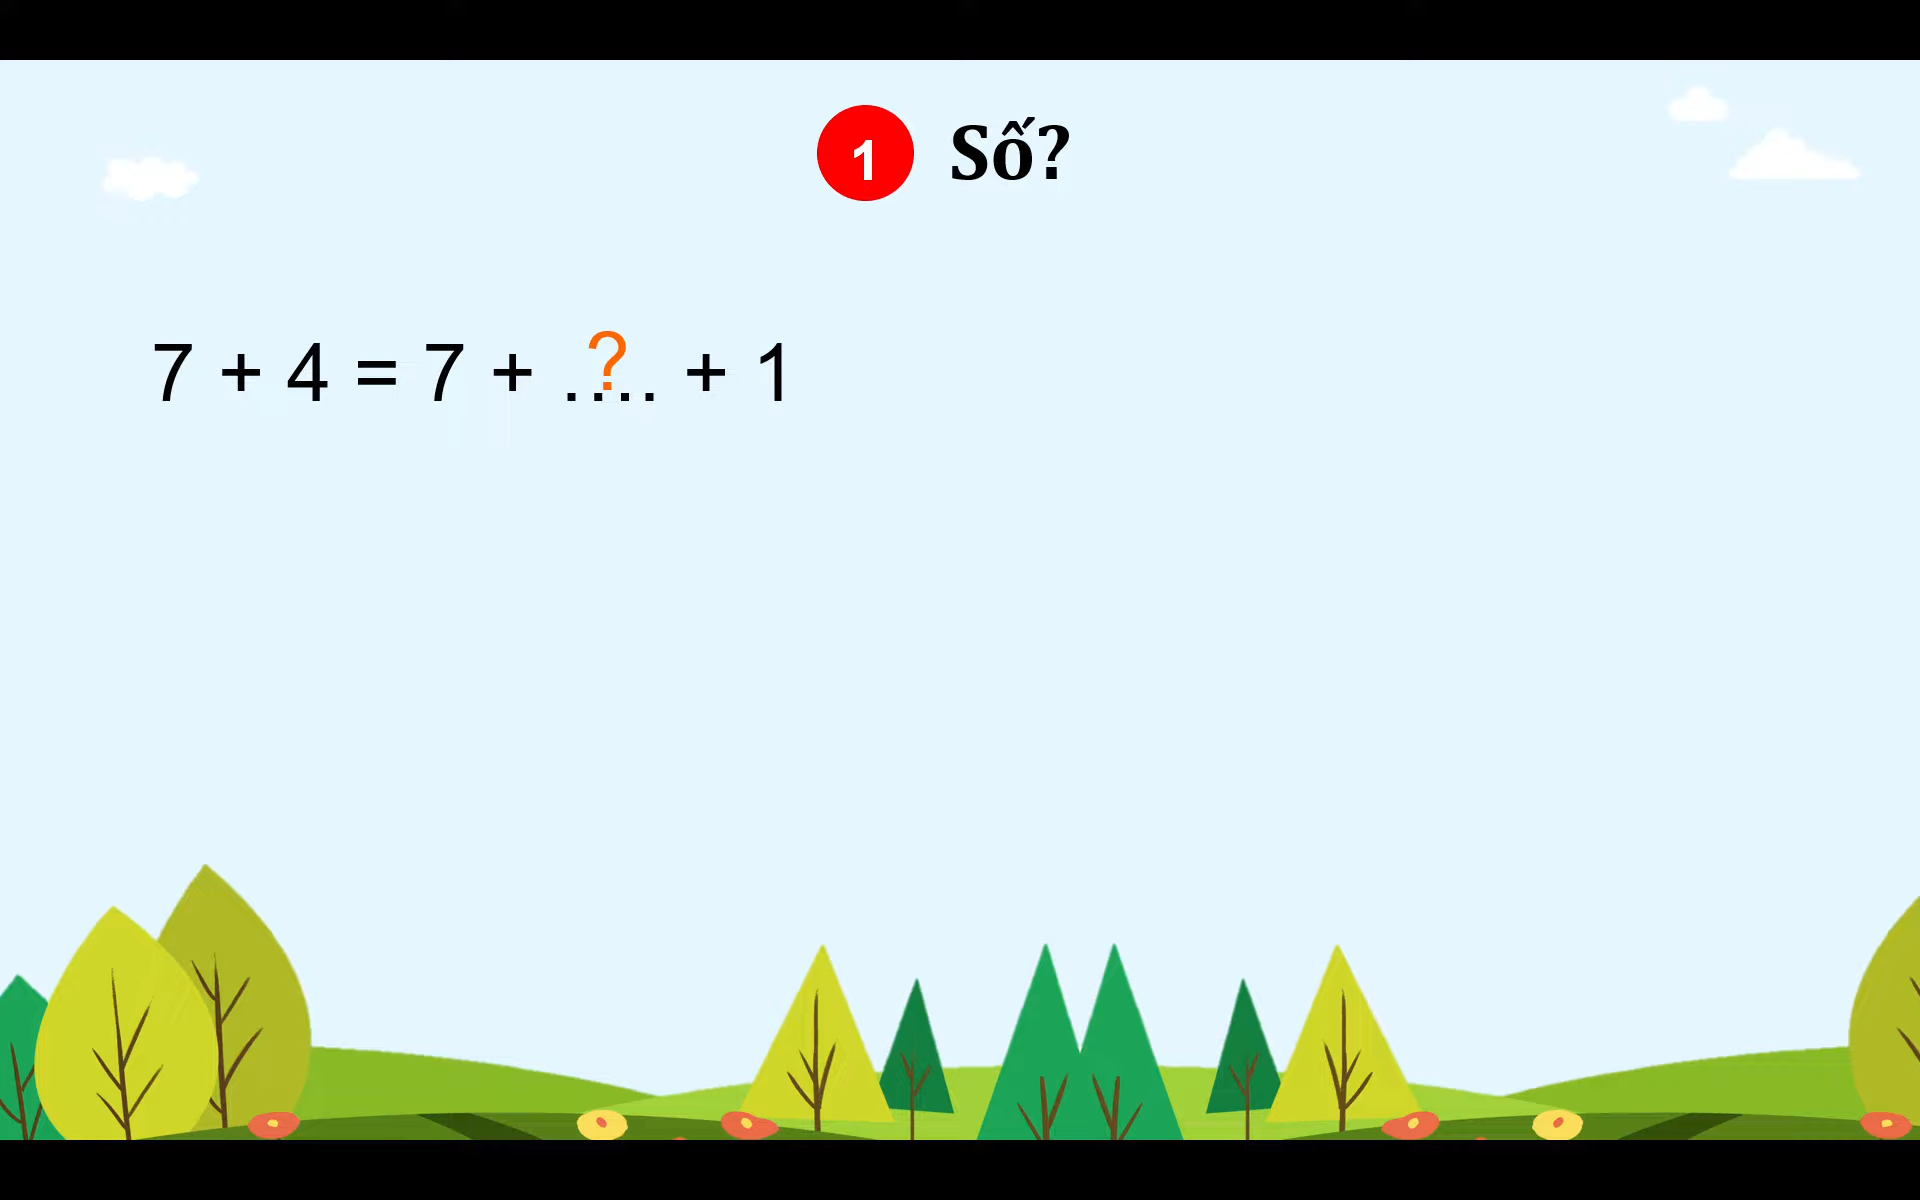 1 Số?
7 + 4 = 7 + .?... + 1